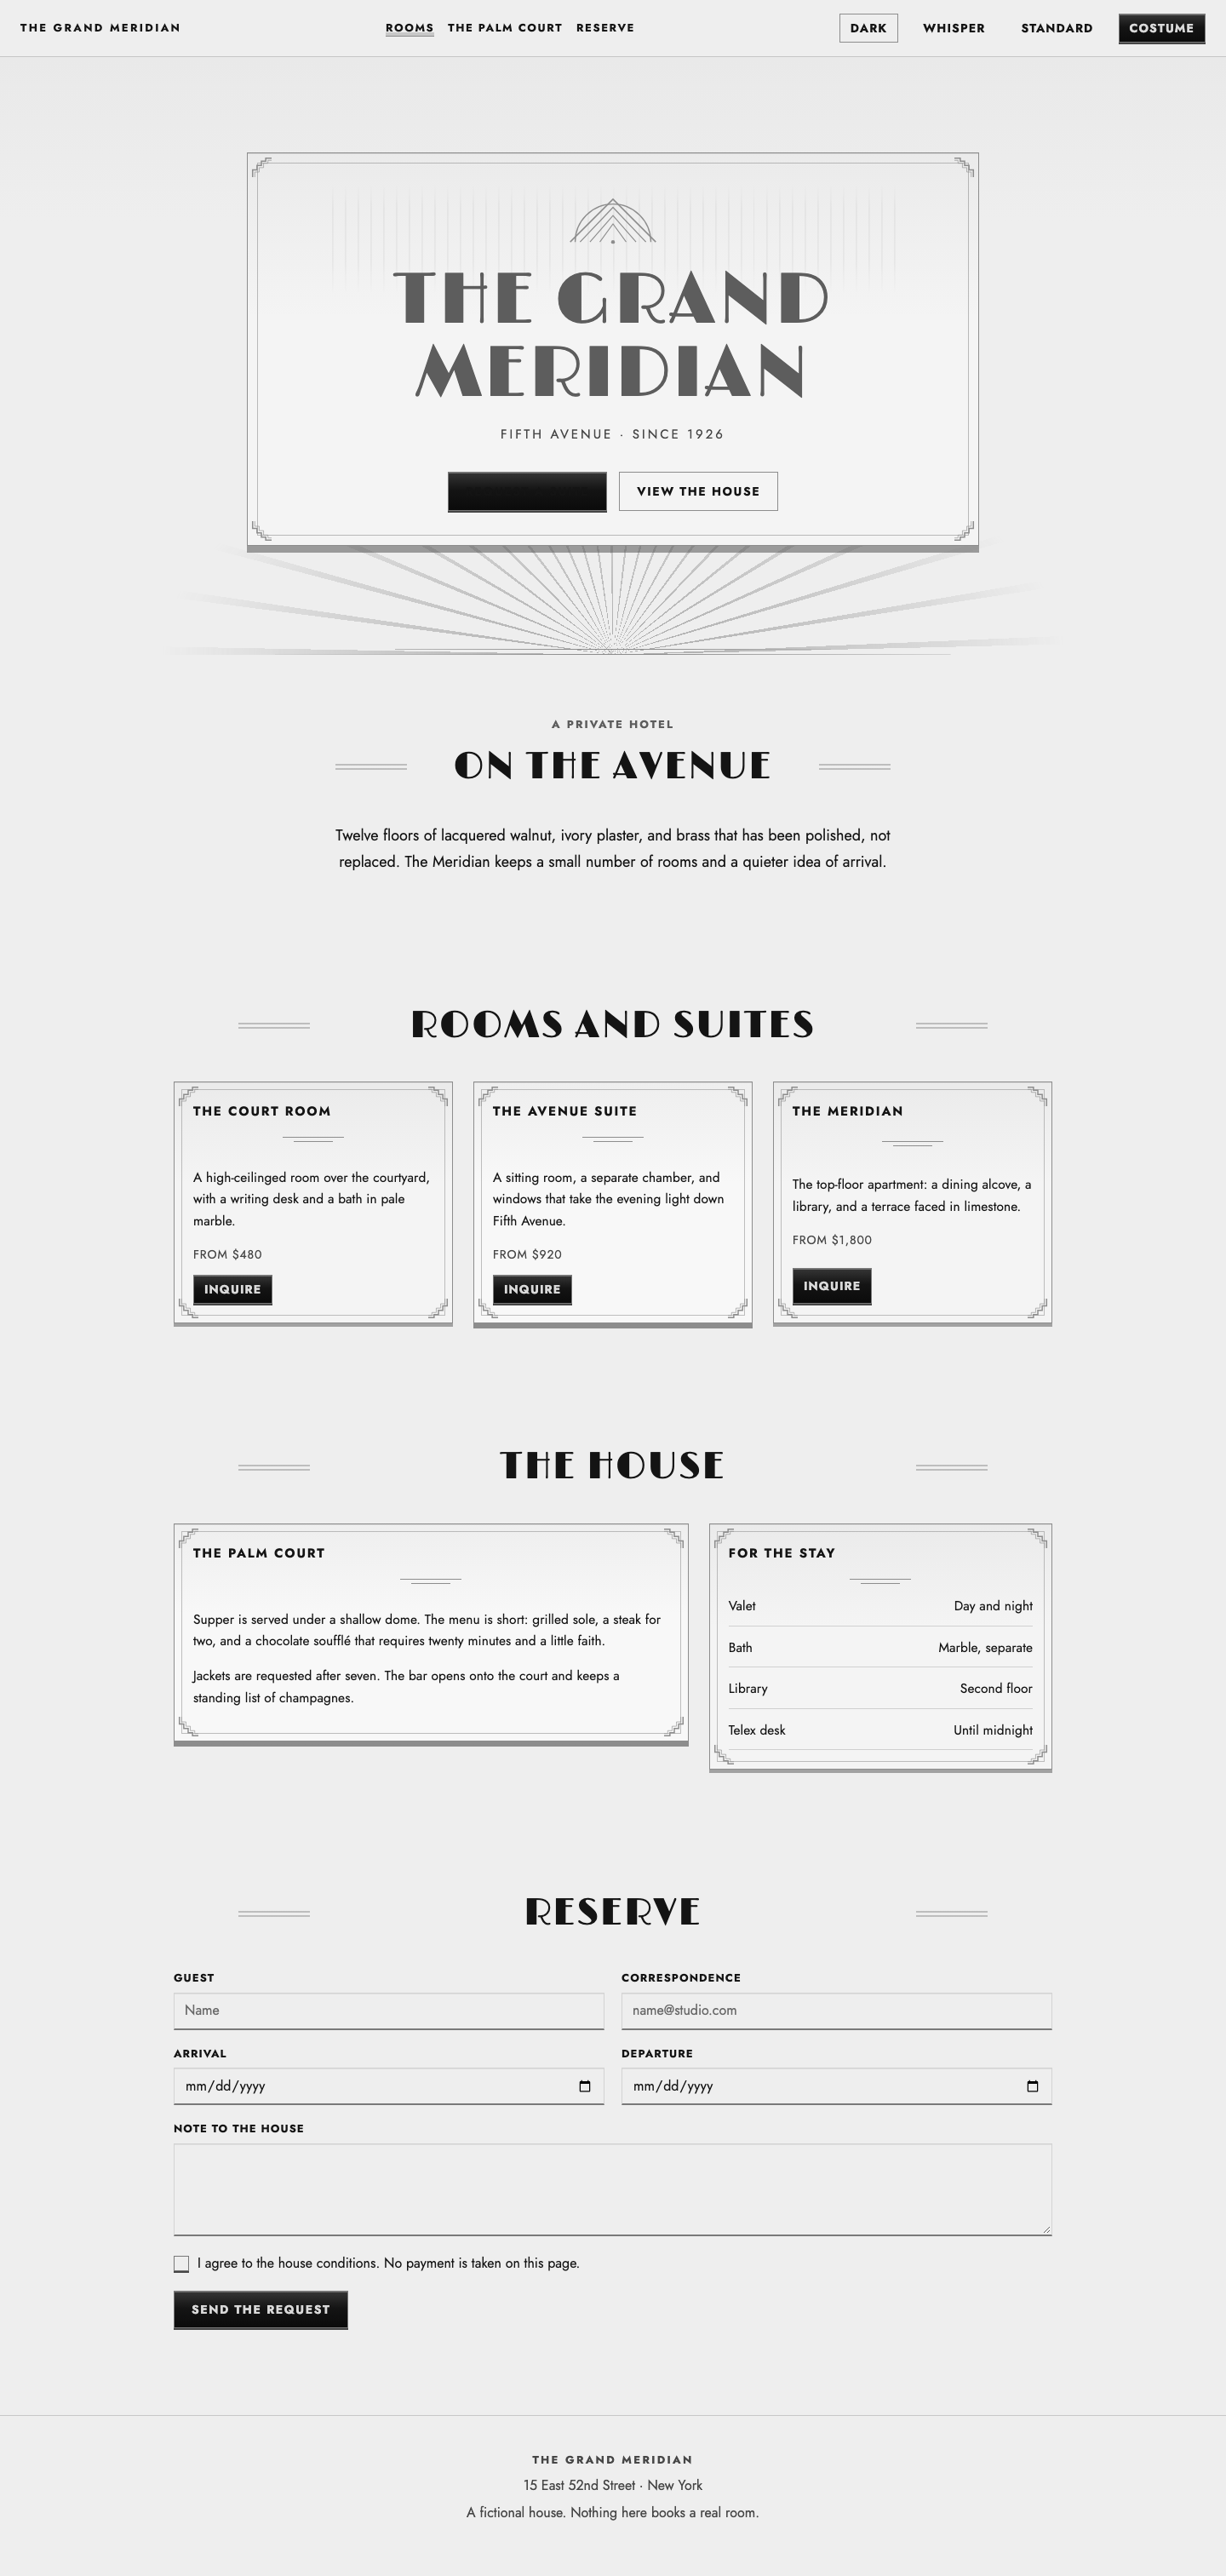 THE GRAND MERIDIAN
ROOMS THE PALM COURT RESERVE
DARK WHISPER STANDARD COSTUME
THE GRAND
MERIDIAN
FIFTH AVENUE · SINCE 1926
VIEW THE HOUSE
A PRIVATE HOTEL
ON THE AVENUE
Twelve floors of lacquered walnut, ivory plaster, and brass that has been polished, not
replaced. The Meridian keeps a small number of rooms and a quieter idea of arrival.
ROOMS AND SUITES
THE COURT ROOM
A high-ceilinged room over the courtyard,
with a writing desk and a bath in pale
marble.
FROM $480
INQUIRE
THE AVENUE SUITE
A sitting room, a separate chamber, and
windows that take the evening light down
Fifth Avenue.
FROM $920
INQUIRE
THE MERIDIAN
The top-floor apartment: a dining alcove, a
library, and a terrace faced in limestone.
FROM $1,800
INQUIRE
THE HOUSE
THE PALM COURT
Supper is served under a shallow dome. The menu is short: grilled sole, a steak for
two, and a chocolate soufflé that requires twenty minutes and a little faith.
Jackets are requested after seven. The bar opens onto the court and keeps a
standing list of champagnes.
FOR THE STAY
Valet Day and night
Bath Marble, separate
Library Second floor
Telex desk Until midnight
RESERVE
GUEST
Name
CORRESPONDENCE
name@studio.com
ARRIVAL
mm/dd/yyyy
DEPARTURE
mm/dd/yyyy
NOTE TO THE HOUSE
I agree to the house conditions. No payment is taken on this page.
SEND THE REQUEST
THE GRAND MERIDIAN
15 East 52nd Street · New York
A fictional house. Nothing here books a real room.